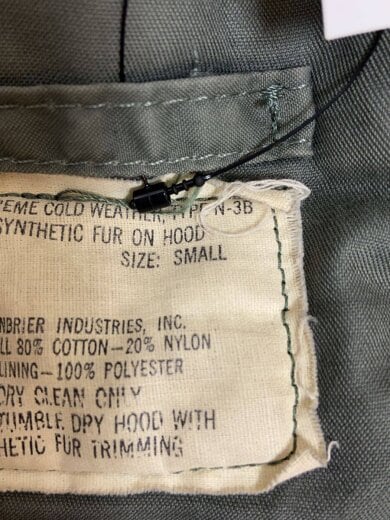 EME COLD WEATHER, TYPE N-3B
SYNTHETIC FUR ON HOOD
SIZE: SMALL
NBRIER INDUSTRIES, INC.
LL 80% COTTON—20% NYLON
LINING—100% POLYESTER
DRY CLEAN ONLY
TUMBLE DRY HOOD WITH
HETIC FUR TRIMMING